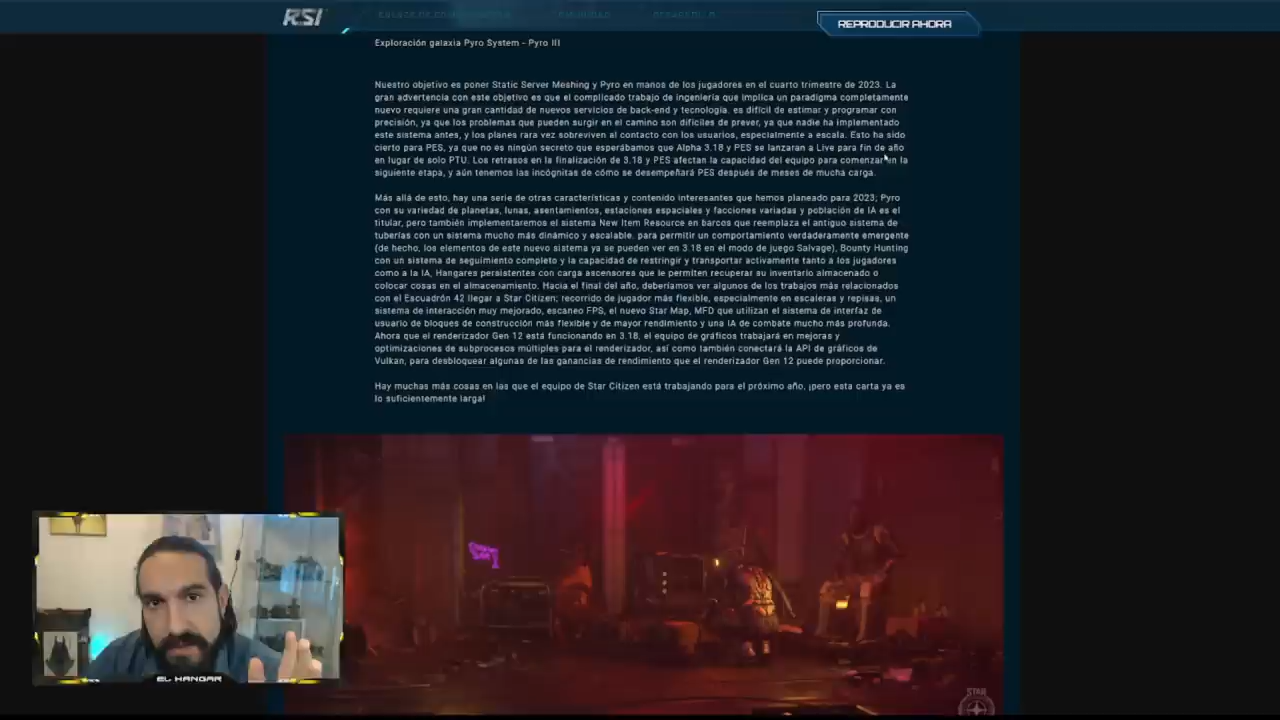 RSI
REPRODUCIR AHORA
Exploración galaxia Pyro System - Pyro III
Nuestro objetivo es poner Static Server Meshing y Pyro en manos de los jugadores en el cuarto trimestre de 2023. La
gran advertencia con este objetivo es que el complicado trabajo de ingeniería que implica un paradigma completamente
nuevo requiere una gran cantidad de nuevos servicios de back-end y tecnología. es difícil de estimar y programar con
precisión, ya que los problemas que pueden surgir en el camino son difíciles de prever, ya que nadie ha implementado
este sistema antes, y los planes rara vez sobreviven al contacto con los usuarios, especialmente a escala. Esto ha sido
cierto para PES, ya que no es ningún secreto que esperábamos que Alpha 3.18 y PES se lanzaran a Live para fin de año
en lugar de solo PTU. Los retrasos en la finalización de 3.18 y PES afectan la capacidad del equipo para comenzar en la
siguiente etapa, y aún tenemos las incógnitas de cómo se desempeñará PES después de meses de mucha carga.
Más allá de esto, hay una serie de otras características y contenido interesantes que hemos planeado para 2023; Pyro
con su variedad de planetas, lunas, asentamientos, estaciones espaciales y facciones variadas y población de IA es el
titular, pero también implementaremos el sistema New Item Resource en barcos que reemplaza el antiguo sistema de
tuberías con un sistema mucho más dinámico y escalable. para permitir un comportamiento verdaderamente emergente
(de hecho, los elementos de este nuevo sistema ya se pueden ver en 3.18 en el modo de juego Salvage), Bounty Hunting
con un sistema de seguimiento completo y la capacidad de restringir y transportar activamente tanto a los jugadores
como a la IA, Hangares persistentes con carga ascensores que le permiten recuperar su inventario almacenado o
colocar cosas en el almacenamiento. Hacia el final del año, deberíamos ver algunos de los trabajos más relacionados
con el Escuadrón 42 llegar a Star Citizen; recorrido de jugador más flexible, especialmente en escaleras y repisas, un
sistema de interacción muy mejorado, escaneo FPS, el nuevo Star Map, MFD que utilizan el sistema de interfaz de
usuario de bloques de construcción más flexible y de mayor rendimiento y una IA de combate mucho más profunda.
Ahora que el renderizador Gen 12 está funcionando en 3.18, el equipo de gráficos trabajará en mejoras y
optimizaciones de subprocesos múltiples para el renderizador, así como también conectará la API de gráficos de
Vulkan, para desbloquear algunas de las ganancias de rendimiento que el renderizador Gen 12 puede proporcionar.
Hay muchas más cosas en las que el equipo de Star Citizen está trabajando para el próximo año, ¡pero esta carta ya es
lo suficientemente larga!
EL HANGAR
STAR